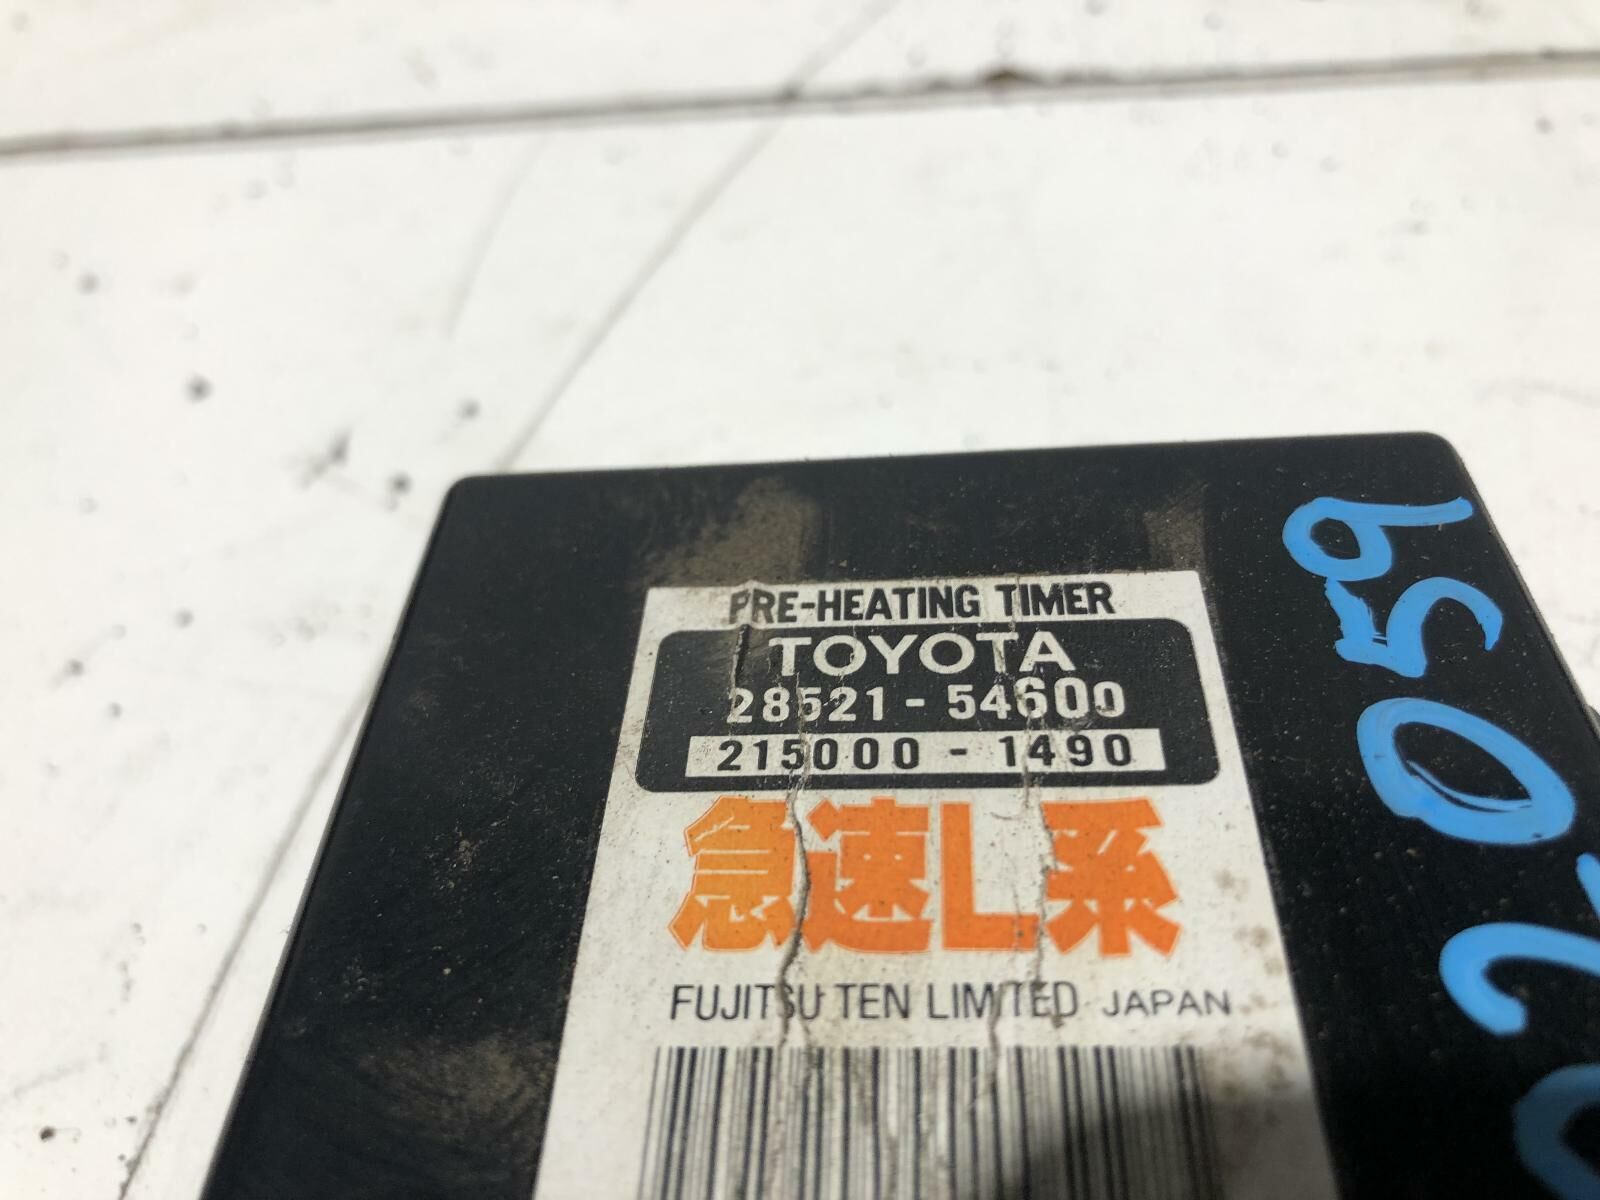 PRE-HEATING TIMER
TOYOTA
28521-54600
215000-1490
急速L系
FUJITSU TEN LIMITED JAPAN